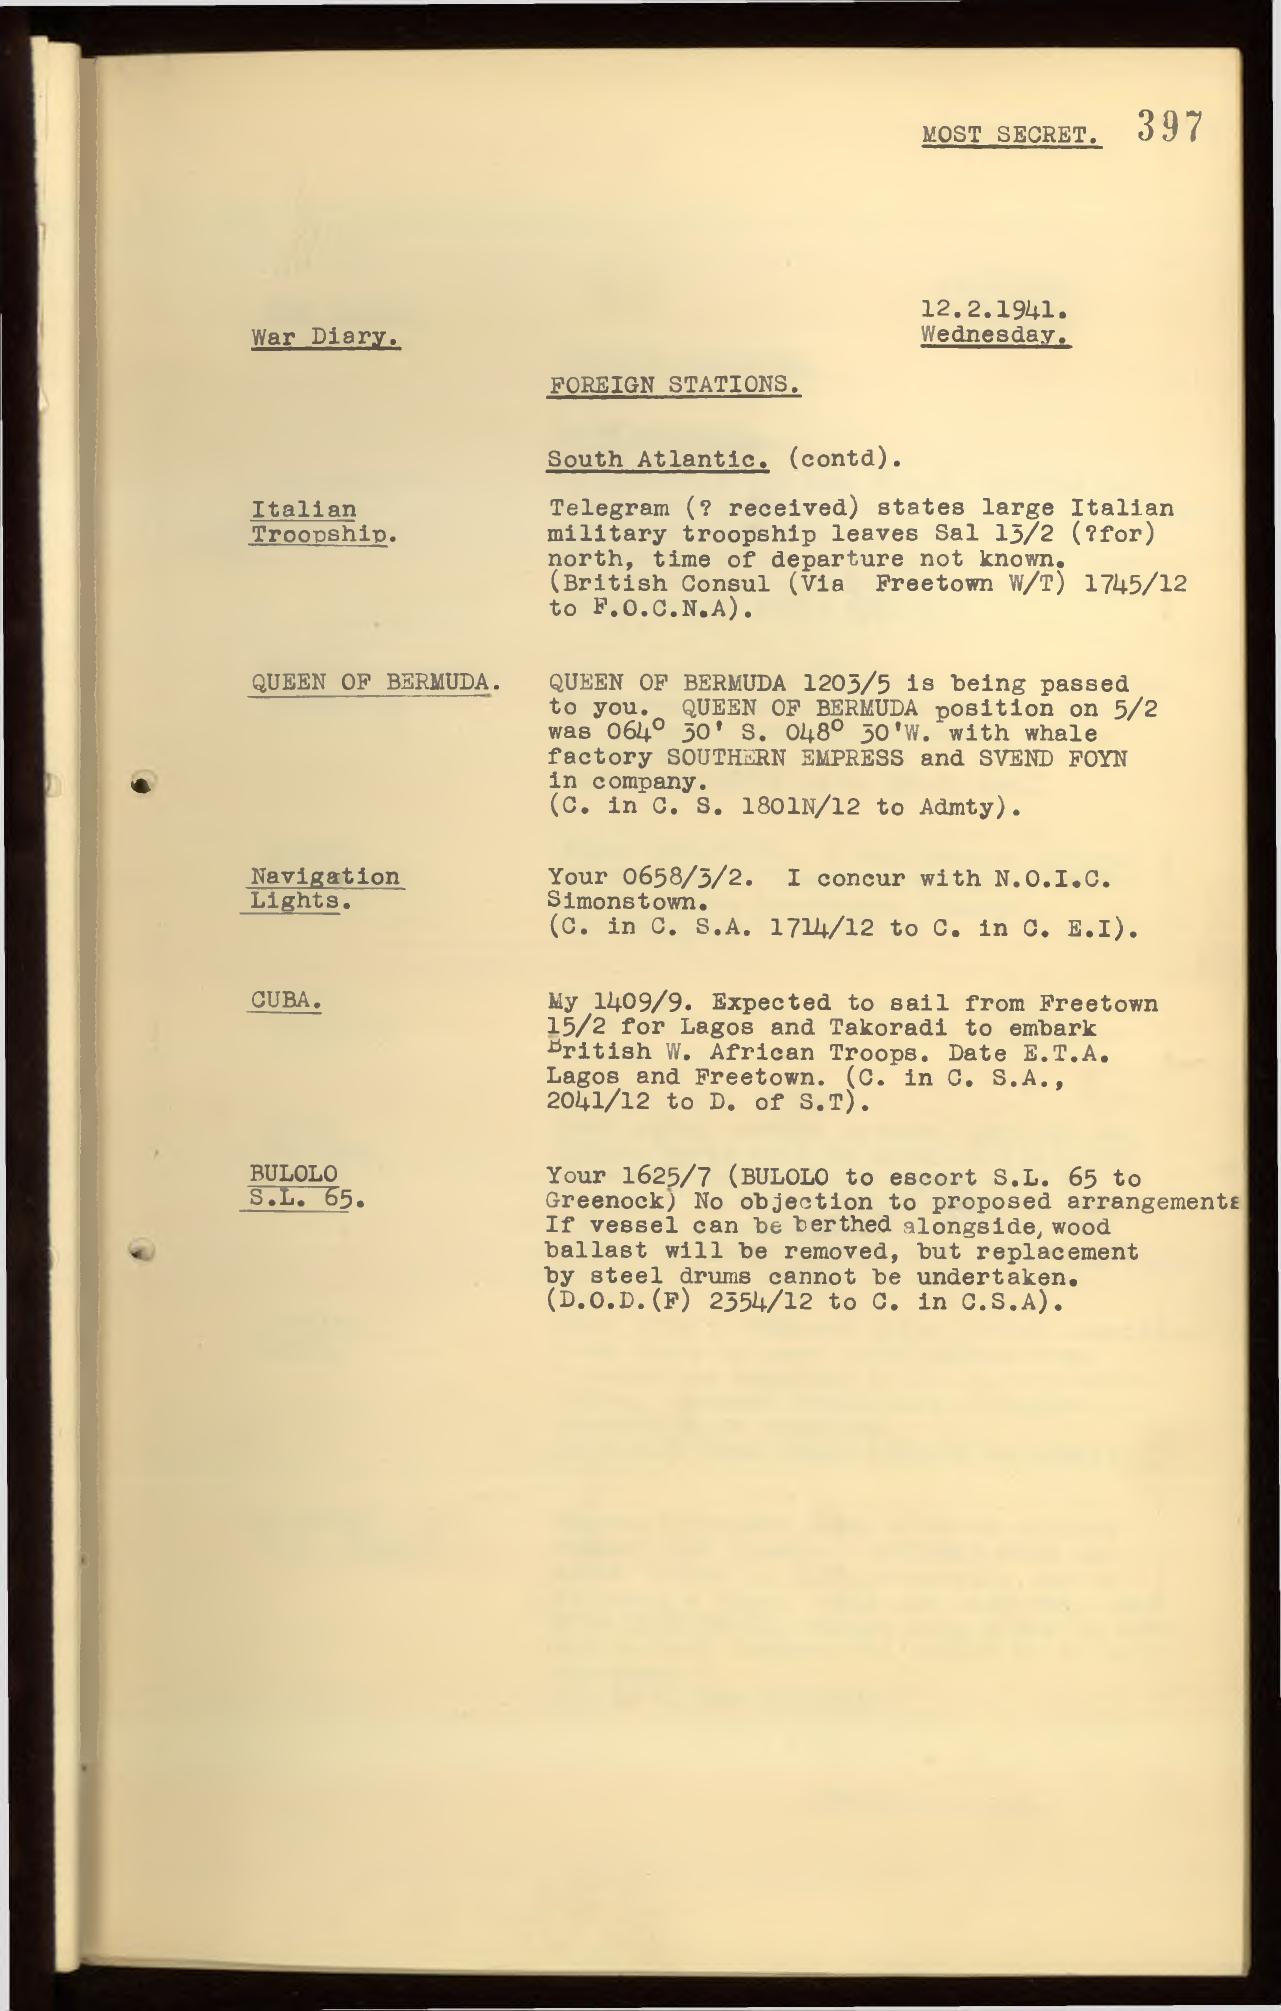 MOST SECRET. 397
12.2.1941.
War Diary. Wednesday.
FOREIGN STATIONS.
South Atlantic. (contd).
Italian Telegram (? received) states large Italian
Troopship. military troopship leaves Sal 13/2 (?for)
north, time of departure not known.
(British Consul (Via Freetown W/T) 1745/12
to F.O.C.N.A).
QUEEN OF BERMUDA. QUEEN OF BERMUDA 1203/5 is being passed
to you. QUEEN OF BERMUDA position on 5/2
was 064° 30' S. 048° 30'W. with whale
factory SOUTHERN EMPRESS and SVEND FOYN
in company.
(C. in C. S. 1801N/12 to Admty).
Navigation Your 0658/3/2. I concur with N.O.I.C.
Lights. Simonstown.
(C. in C. S.A. 1714/12 to C. in C. E.I).
CUBA. My 1409/9. Expected to sail from Freetown
15/2 for Lagos and Takoradi to embark
British W. African Troops. Date E.T.A.
Lagos and Freetown. (C. in C. S.A.,
2041/12 to D. of S.T).
BULOLO Your 1625/7 (BULOLO to escort S.L. 65 to
S.L. 65. Greenock) No objection to proposed arrangements
If vessel can be berthed alongside, wood
ballast will be removed, but replacement
by steel drums cannot be undertaken.
(D.O.D.(F) 2354/12 to C. in C.S.A).